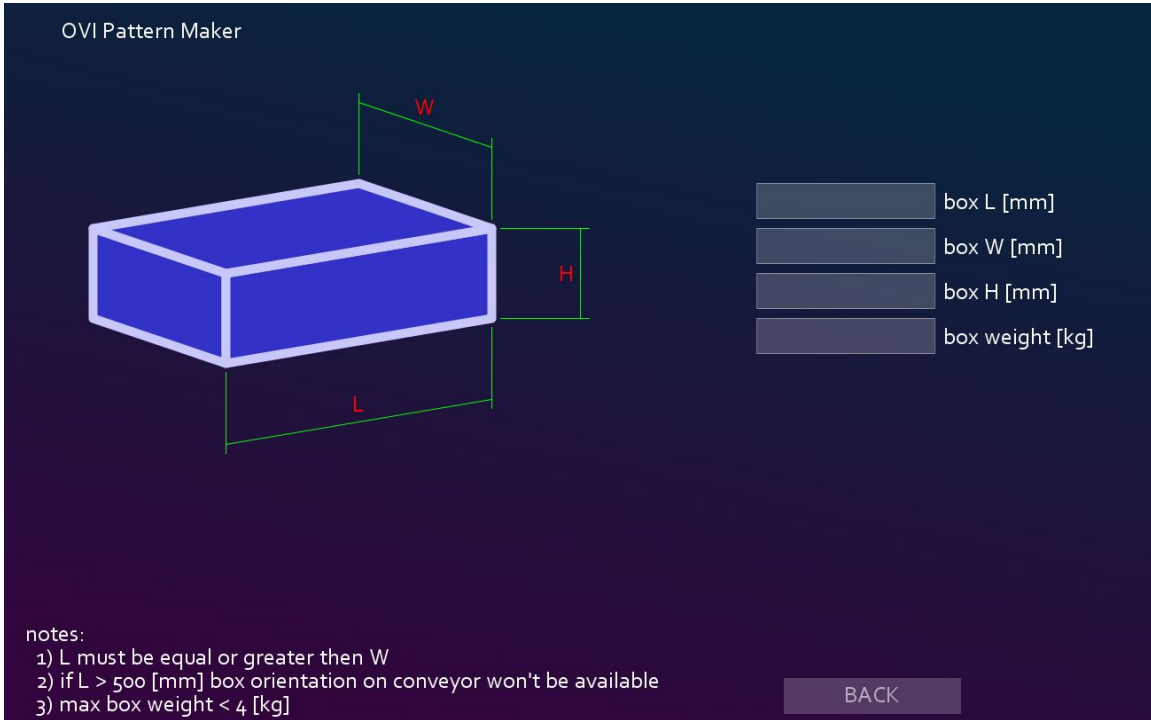 OVI Pattern Maker
W
H
L
box L [mm]
box W [mm]
box H [mm]
box weight [kg]
notes:
1) L must be equal or greater then W
2) if L > 500 [mm] box orientation on conveyor won't be available
3) max box weight < 4 [kg]
BACK